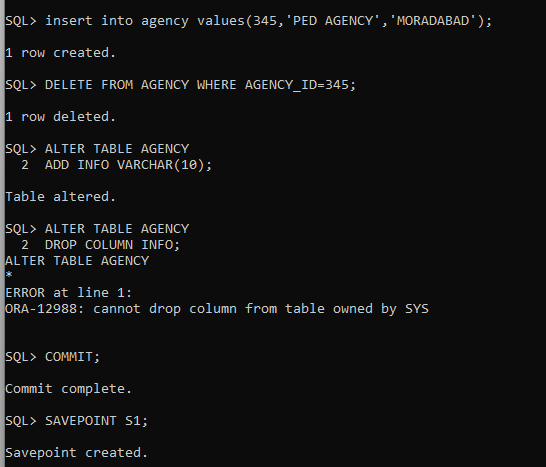 SQL> insert into agency values(345,'PED AGENCY','MORADABAD');
1 row created.
SQL> DELETE FROM AGENCY WHERE AGENCY_ID=345;
1 row deleted.
SQL> ALTER TABLE AGENCY
  2  ADD INFO VARCHAR(10);
Table altered.
SQL> ALTER TABLE AGENCY
  2  DROP COLUMN INFO;
ALTER TABLE AGENCY
*
ERROR at line 1:
ORA-12988: cannot drop column from table owned by SYS
SQL> COMMIT;
Commit complete.
SQL> SAVEPOINT S1;
Savepoint created.